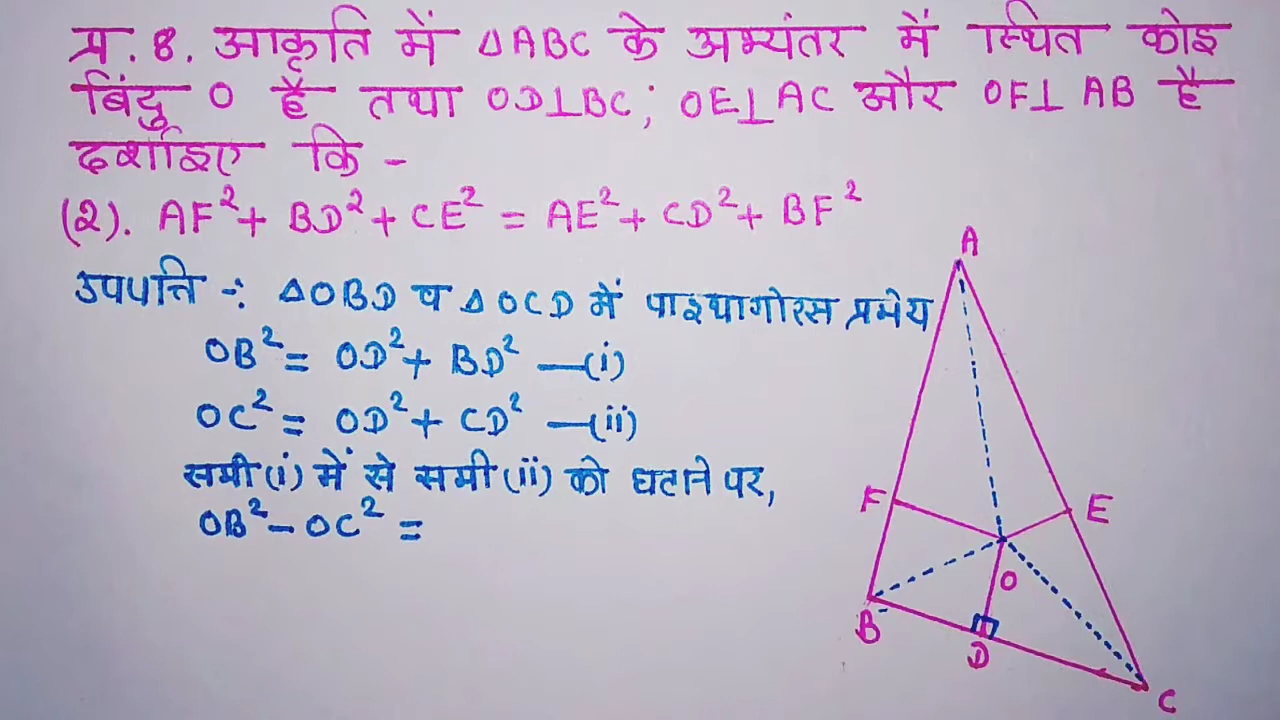 प्र. 8. आकृति में △ABC के अभ्यंतर में स्थित कोइ
बिंदु O है तथा OD⊥BC; OE⊥AC और OF⊥AB है
दर्शाइए कि -
(2). AF²+ BD²+ CE² = AE²+ CD²+ BF²
उपपत्ति -: △OBD व △OCD में पाइथागोरस प्रमेय
OB² = OD²+ BD² —(i)
OC² = OD²+ CD² —(ii)
समी(i) में से समी(ii) को घटाने पर,
OB²- OC² =
A
F
E
O
B
D
C